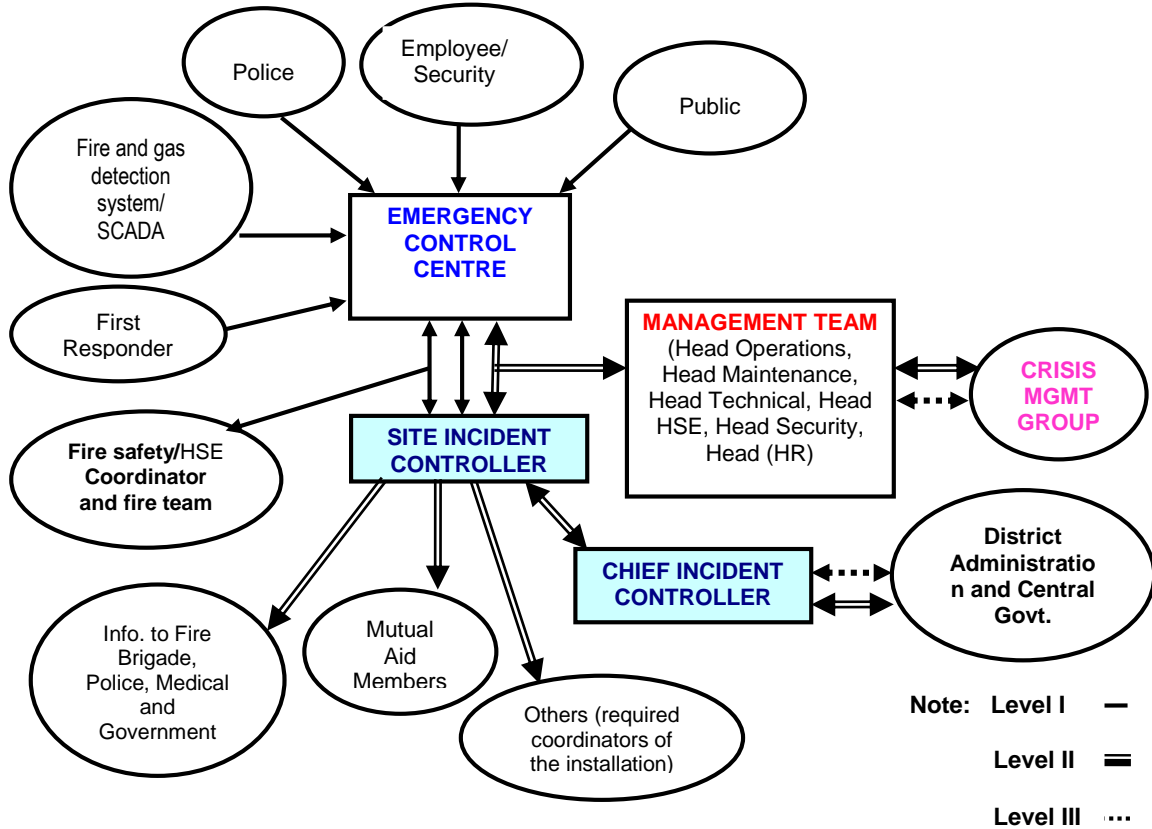 Police
Employee/
Security
Public
Fire and gas
detection
system/
SCADA
EMERGENCY
CONTROL
CENTRE
First
Responder
MANAGEMENT TEAM
(Head Operations,
Head Maintenance,
Head Technical, Head
HSE, Head Security,
Head (HR)
CRISIS
MGMT
GROUP
SITE INCIDENT
CONTROLLER
Fire safety/HSE
Coordinator
and fire team
CHIEF INCIDENT
CONTROLLER
District
Administratio
n and Central
Govt.
Info. to Fire
Brigade,
Police, Medical
and
Government
Mutual
Aid
Members
Others (required
coordinators of
the installation)
Note: Level I
Level II
Level III